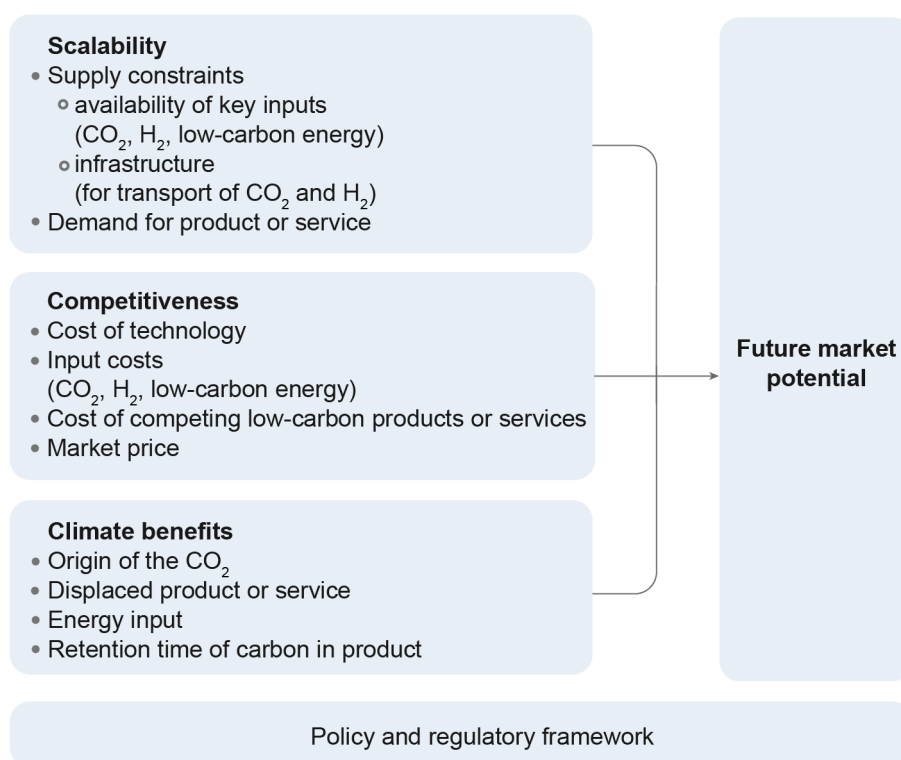 Scalability
• Supply constraints
availability of key inputs
(CO₂, H₂, low-carbon energy)
infrastructure
(for transport of CO₂ and H₂)
• Demand for product or service
Competitiveness
• Cost of technology
• Input costs
(CO₂, H₂, low-carbon energy)
• Cost of competing low-carbon products or services
• Market price
Climate benefits
• Origin of the CO₂
• Displaced product or service
• Energy input
• Retention time of carbon in product
Future market
potential
Policy and regulatory framework